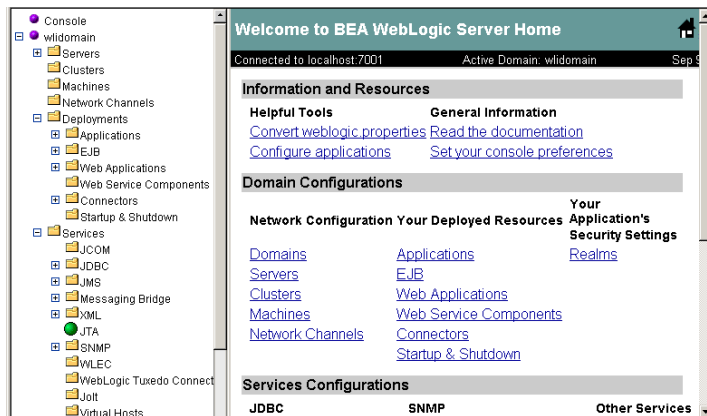 Console
wlidomain
Servers
Clusters
Machines
Network Channels
Deployments
Applications
EJB
Web Applications
Web Service Components
Connectors
Startup & Shutdown
Services
JCOM
JDBC
JMS
Messaging Bridge
XML
JTA
SNMP
WLEC
WebLogic Tuxedo Connect
Jolt
Virtual Hosts
Welcome to BEA WebLogic Server Home
Connected to localhost:7001 Active Domain: wlidomain Sep 9
Information and Resources
Helpful Tools General Information
Convert weblogic.properties Read the documentation
Configure applications Set your console preferences
Domain Configurations
Network Configuration Your Deployed Resources Your Application's Security Settings
Domains Applications Realms
Servers EJB
Clusters Web Applications
Machines Web Service Components
Network Channels Connectors
Startup & Shutdown
Services Configurations
JDBC SNMP Other Services